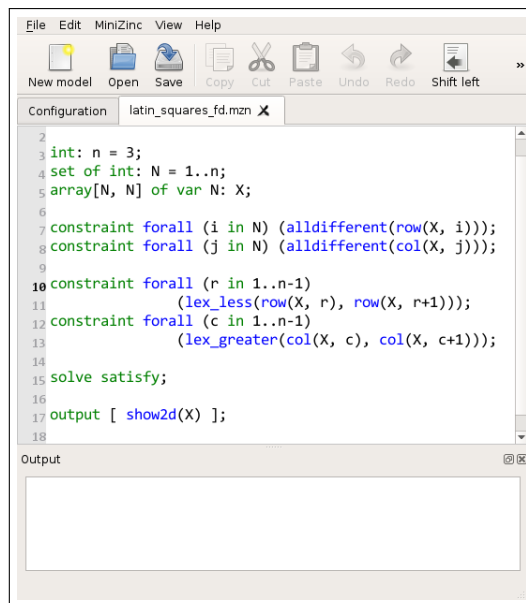 File Edit MiniZinc View Help
New model Open Save Copy Cut Paste Undo Redo Shift left »
Configuration latin_squares_fd.mzn X
2
3 int: n = 3;
4 set of int: N = 1..n;
5 array[N, N] of var N: X;
6
7 constraint forall (i in N) (alldifferent(row(X, i)));
8 constraint forall (j in N) (alldifferent(col(X, j)));
9
10 constraint forall (r in 1..n-1)
11 (lex_less(row(X, r), row(X, r+1)));
12 constraint forall (c in 1..n-1)
13 (lex_greater(col(X, c), col(X, c+1)));
14
15 solve satisfy;
16
17 output [ show2d(X) ];
18
Output